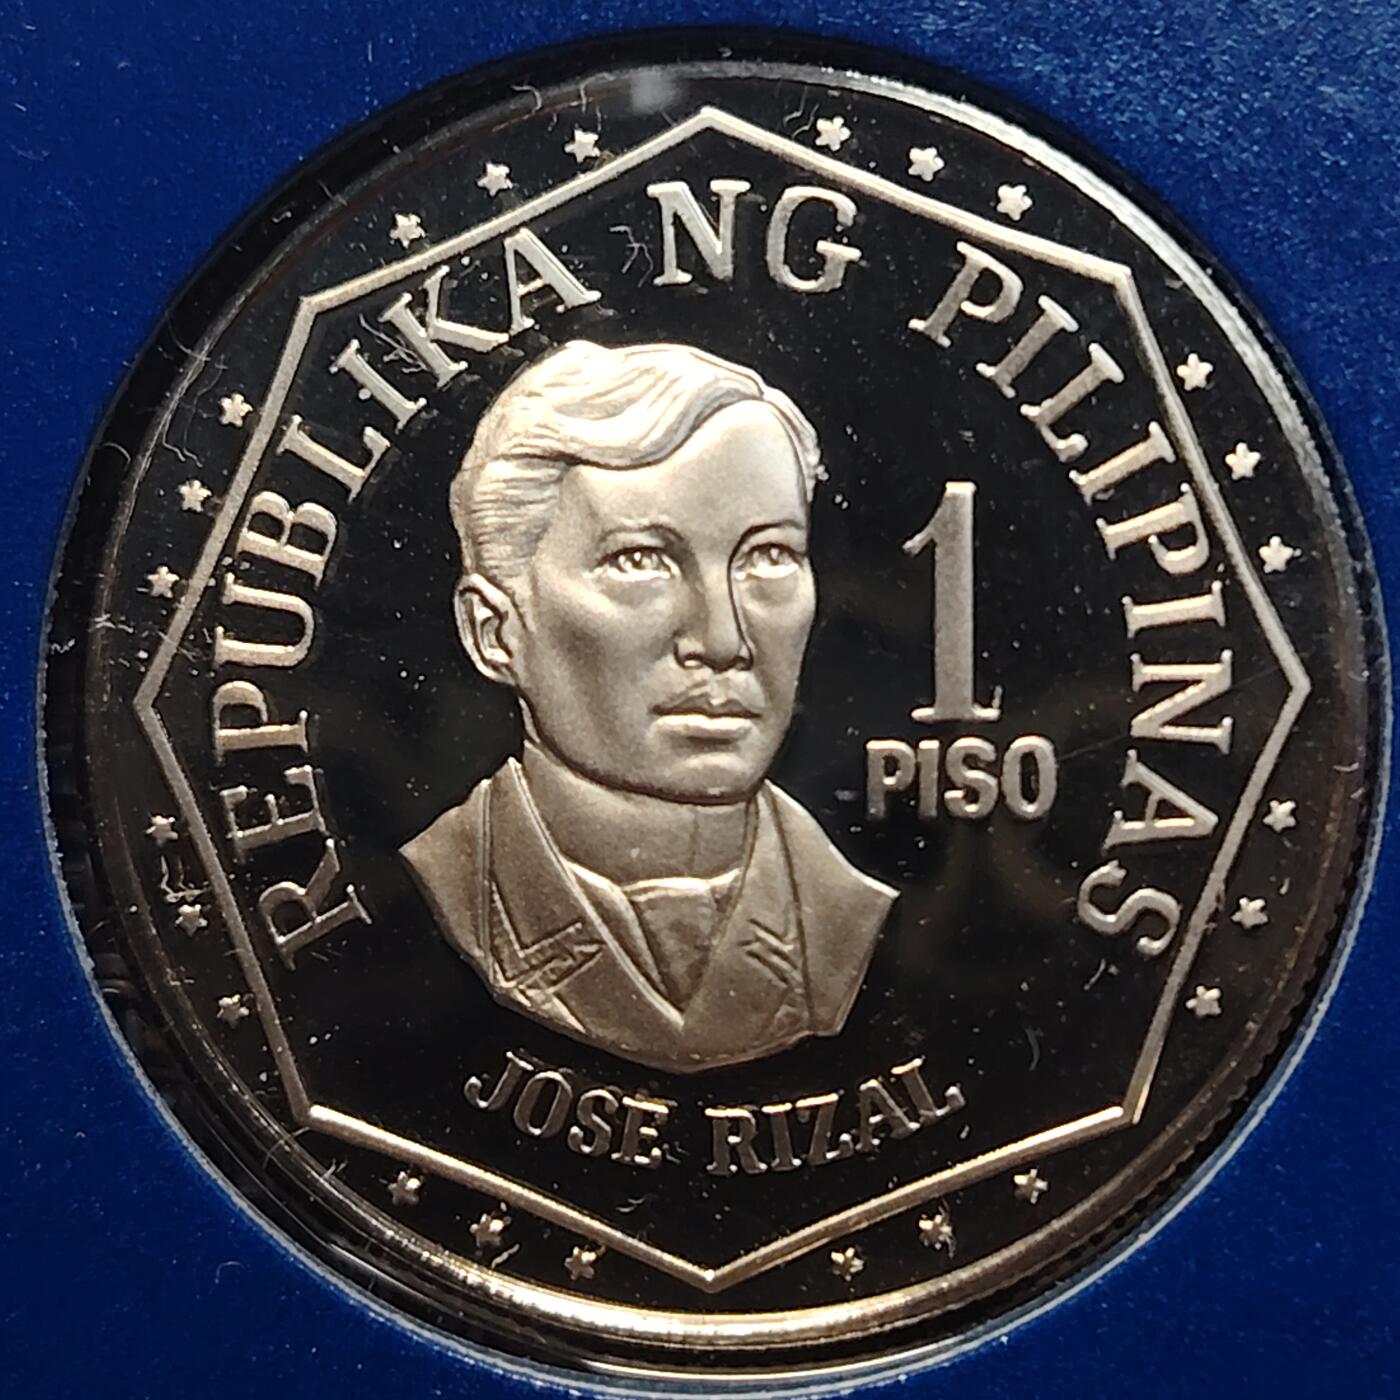 REPUBLIKA NG PILIPINAS
1
PISO
JOSE RIZAL